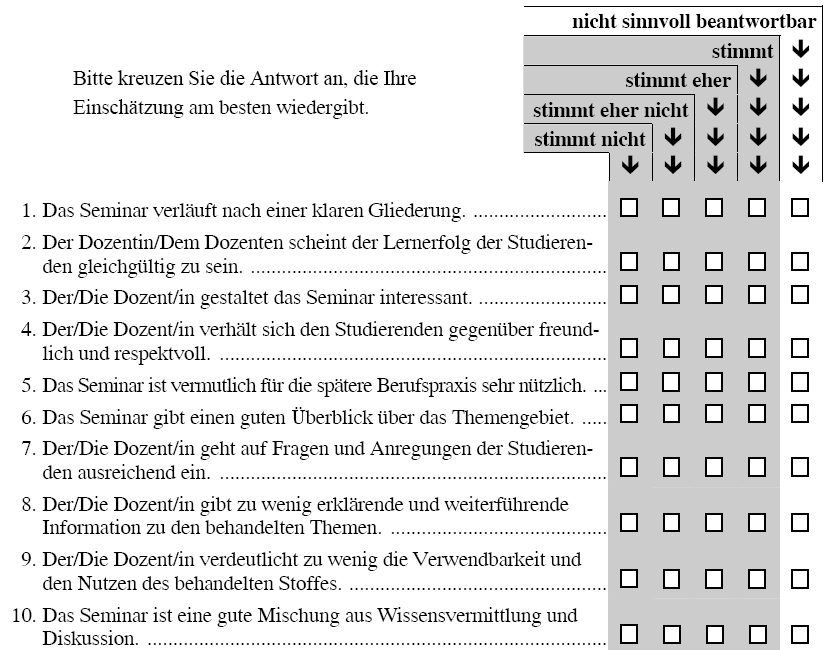 nicht sinnvoll beantwortbar
stimmt
stimmt eher
stimmt eher nicht
stimmt nicht
Bitte kreuzen Sie die Antwort an, die Ihre
Einschätzung am besten wiedergibt.
1. Das Seminar verläuft nach einer klaren Gliederung. ..........................
2. Der Dozentin/Dem Dozenten scheint der Lernerfolg der Studieren-
den gleichgültig zu sein. .....................................................................
3. Der/Die Dozent/in gestaltet das Seminar interessant. .........................
4. Der/Die Dozent/in verhält sich den Studierenden gegenüber freund-
lich und respektvoll. ...........................................................................
5. Das Seminar ist vermutlich für die spätere Berufspraxis sehr nützlich. ...
6. Das Seminar gibt einen guten Überblick über das Themengebiet. .....
7. Der/Die Dozent/in geht auf Fragen und Anregungen der Studieren-
den ausreichend ein. ...........................................................................
8. Der/Die Dozent/in gibt zu wenig erklärende und weiterführende
Information zu den behandelten Themen. ..........................................
9. Der/Die Dozent/in verdeutlicht zu wenig die Verwendbarkeit und
den Nutzen des behandelten Stoffes. ..................................................
10. Das Seminar ist eine gute Mischung aus Wissensvermittlung und
Diskussion. .........................................................................................